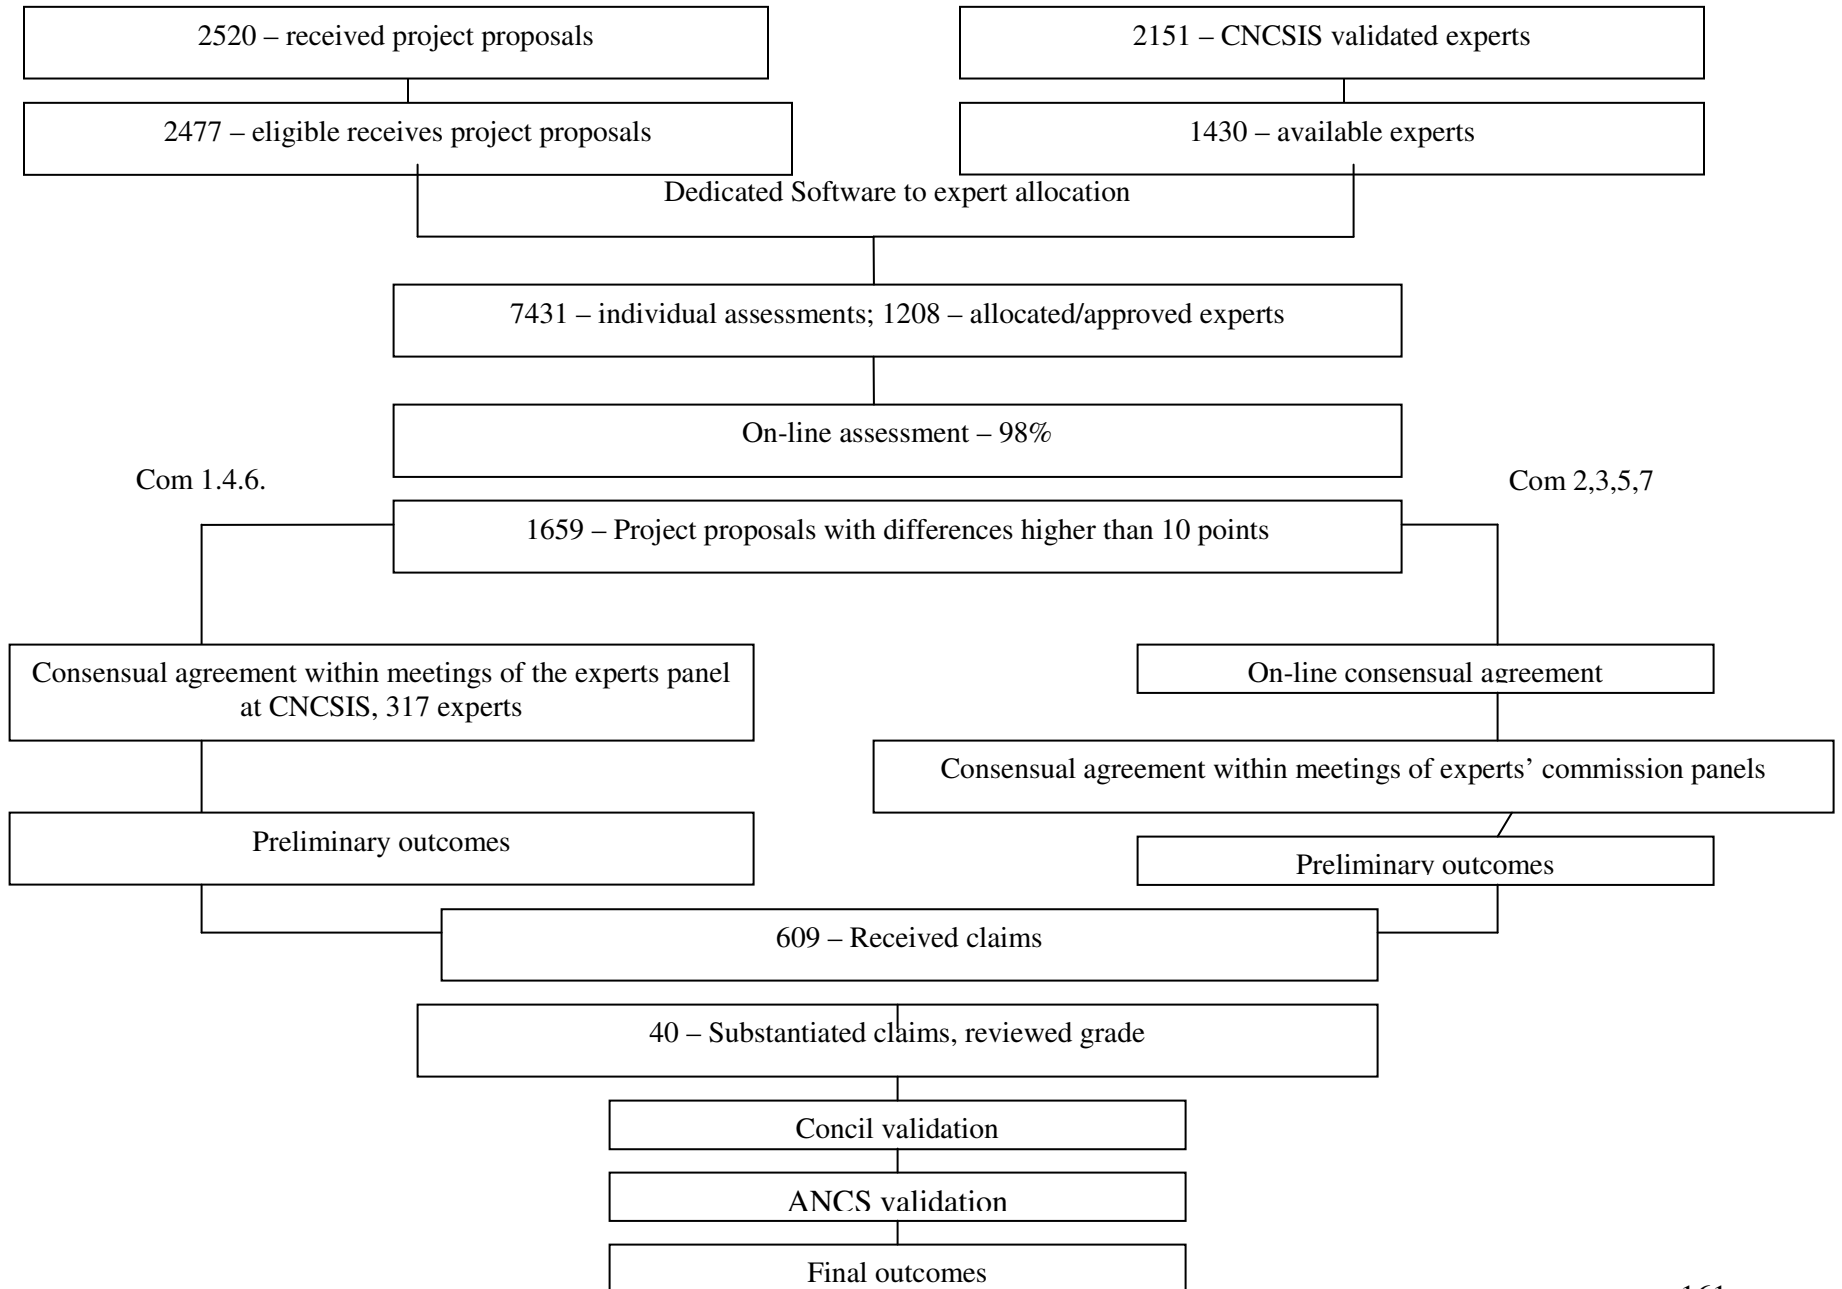 2520 – received project proposals
2151 – CNCSIS validated experts
2477 – eligible receives project proposals
1430 – available experts
Dedicated Software to expert allocation
7431 – individual assessments; 1208 – allocated/approved experts
On-line assessment – 98%
Com 1.4.6.
Com 2,3,5,7
1659 – Project proposals with differences higher than 10 points
Consensual agreement within meetings of the experts panel
at CNCSIS, 317 experts
On-line consensual agreement
Consensual agreement within meetings of experts’ commission panels
Preliminary outcomes
Preliminary outcomes
609 – Received claims
40 – Substantiated claims, reviewed grade
Concil validation
ANCS validation
Final outcomes